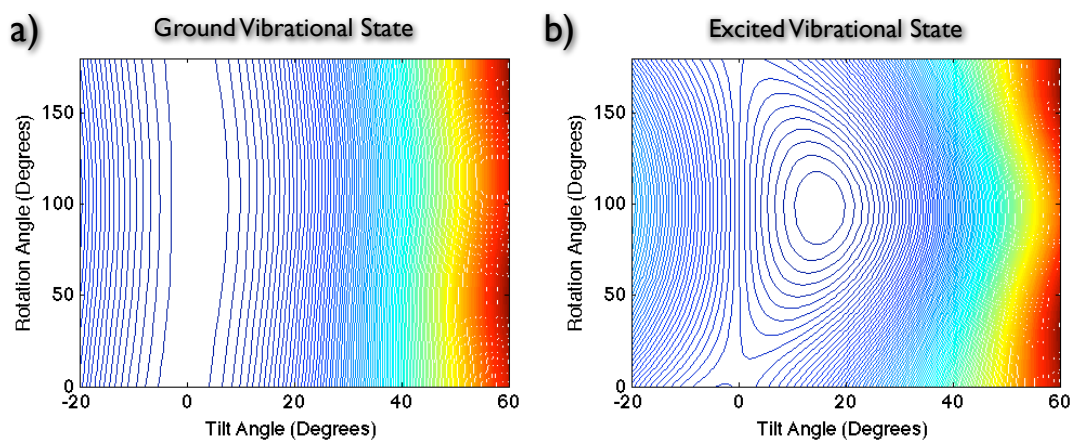 a) Ground Vibrational State
Rotation Angle (Degrees)
150
100
50
0
-20 0 20 40 60
Tilt Angle (Degrees)
b) Excited Vibrational State
Rotation Angle (Degrees)
150
100
50
0
-20 0 20 40 60
Tilt Angle (Degrees)